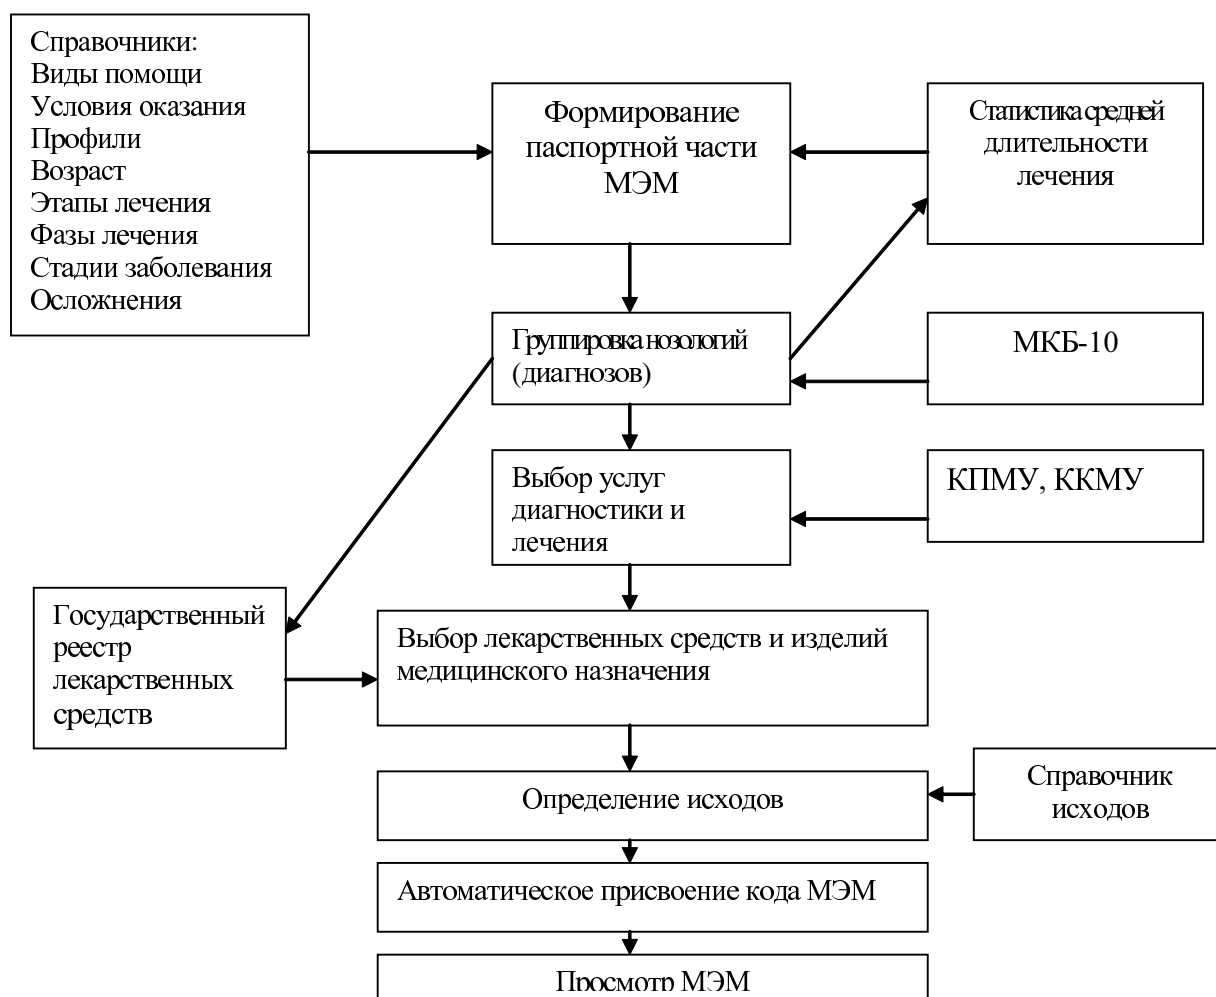 Справочники:
Виды помощи
Условия оказания
Профили
Возраст
Этапы лечения
Фазы лечения
Стадии заболевания
Осложнения
Формирование
паспортной части
МЭМ
Статистика средней
длительности
лечения
Группировка нозологий
(диагнозов)
МКБ-10
Выбор услуг
диагностики и
лечения
КПМУ, ККМУ
Государственный
реестр
лекарственных
средств
Выбор лекарственных средств и изделий
медицинского назначения
Определение исходов
Справочник
исходов
Автоматическое присвоение кода МЭМ
Просмотр МЭМ